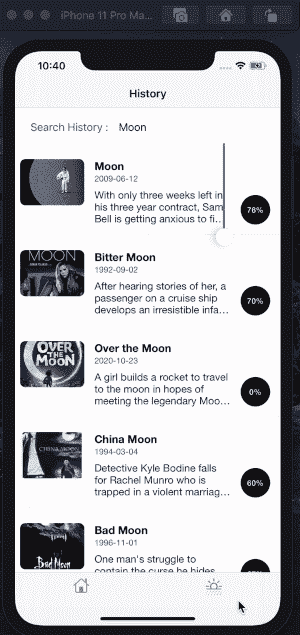 iPhone 11 Pro Ma...
10:40
History
Search History : Moon
Moon
2009-06-12
With only three weeks left in
his three year contract, Sam
Bell is getting anxious to fi...
76%
MOON
Bitter Moon
1992-09-02
After hearing stories of her, a
passenger on a cruise ship
develops an irresistible infa...
70%
OVER THE MOON
Over the Moon
2020-10-23
A girl builds a rocket to travel
to the moon in hopes of
meeting the legendary Moo...
0%
CHINA MOON
China Moon
1994-03-04
Detective Kyle Bodine falls
for Rachel Munro who is
trapped in a violent marriag...
60%
Bad Moon
Bad Moon
1996-11-01
One man's struggle to
contain the curse he hides